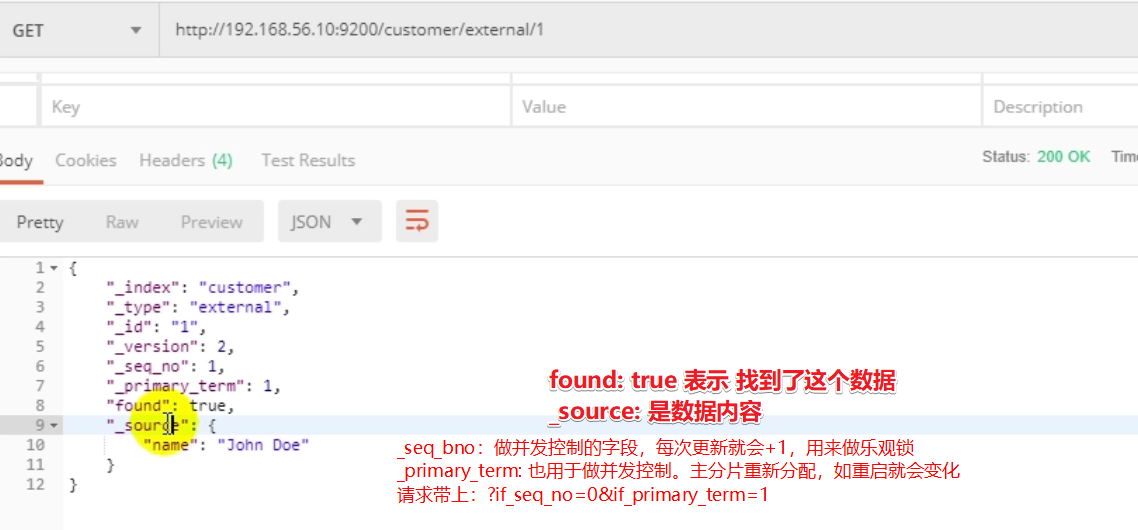 GET http://192.168.56.10:9200/customer/external/1
Key Value Description
Body Cookies Headers (4) Test Results Status: 200 OK
Pretty Raw Preview JSON
1 {
2 "_index": "customer",
3 "_type": "external",
4 "_id": "1",
5 "_version": 2,
6 "_seq_no": 1,
7 "_primary_term": 1,
8 "found": true,
9 "_source": {
10 "name": "John Doe"
11 }
12 }
found: true 表示 找到了这个数据
_source: 是数据内容
_seq_bno：做并发控制的字段，每次更新就会+1，用来做乐观锁
_primary_term: 也用于做并发控制。主分片重新分配，如重启就会变化
请求带上：?if_seq_no=0&if_primary_term=1